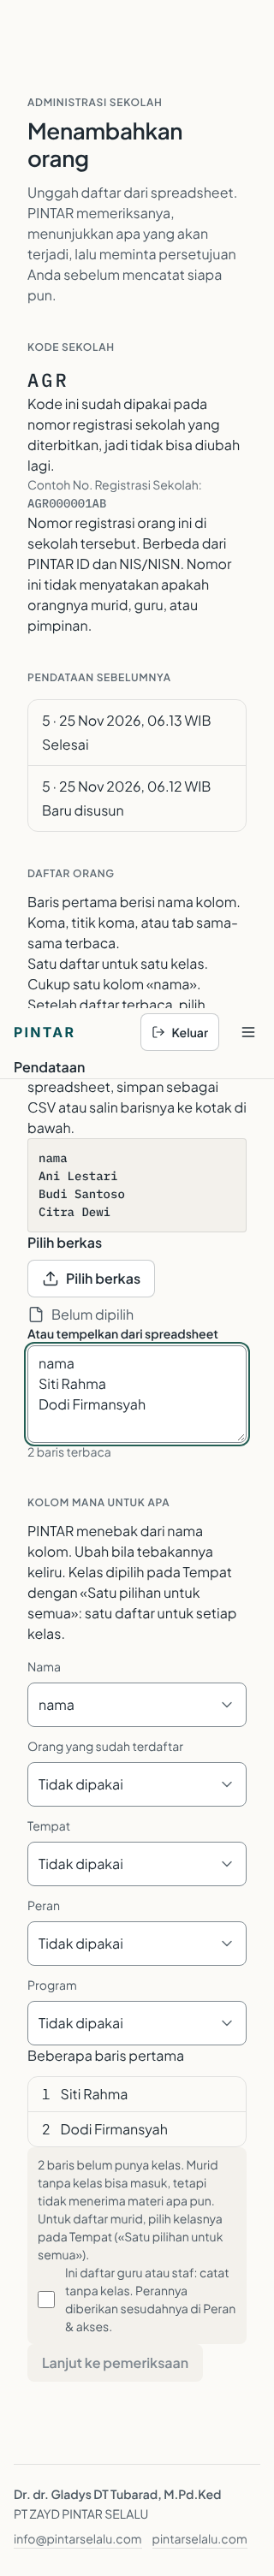 ADMINISTRASI SEKOLAH
Menambahkan
orang
Unggah daftar dari spreadsheet.
PINTAR memeriksanya,
menunjukkan apa yang akan
terjadi, lalu meminta persetujuan
Anda sebelum mencatat siapa
pun.
KODE SEKOLAH
AGR
Kode ini sudah dipakai pada
nomor registrasi sekolah yang
diterbitkan, jadi tidak bisa diubah
lagi.
Contoh No. Registrasi Sekolah:
AGR000001AB
Nomor registrasi orang ini di
sekolah tersebut. Berbeda dari
PINTAR ID dan NIS/NISN. Nomor
ini tidak menyatakan apakah
orangnya murid, guru, atau
pimpinan.
PENDATAAN SEBELUMNYA
5 · 25 Nov 2026, 06.13 WIB
Selesai
5 · 25 Nov 2026, 06.12 WIB
Baru disusun
DAFTAR ORANG
Baris pertama berisi nama kolom.
Koma, titik koma, atau tab sama-
sama terbaca.
Satu daftar untuk satu kelas.
Cukup satu kolom «nama».
Setelah daftar terbaca, pilih
PINTAR
Keluar
Pendataan
spreadsheet, simpan sebagai
CSV atau salin barisnya ke kotak di
bawah.
nama
Ani Lestari
Budi Santoso
Citra Dewi
Pilih berkas
Pilih berkas
Belum dipilih
Atau tempelkan dari spreadsheet
nama
Siti Rahma
Dodi Firmansyah
2 baris terbaca
KOLOM MANA UNTUK APA
PINTAR menebak dari nama
kolom. Ubah bila tebakannya
keliru. Kelas dipilih pada Tempat
dengan «Satu pilihan untuk
semua»: satu daftar untuk setiap
kelas.
Nama
nama
Orang yang sudah terdaftar
Tidak dipakai
Tempat
Tidak dipakai
Peran
Tidak dipakai
Program
Tidak dipakai
Beberapa baris pertama
1 Siti Rahma
2 Dodi Firmansyah
2 baris belum punya kelas. Murid
tanpa kelas bisa masuk, tetapi
tidak menerima materi apa pun.
Untuk daftar murid, pilih kelasnya
pada Tempat («Satu pilihan untuk
semua»).
Ini daftar guru atau staf: catat
tanpa kelas. Perannya
diberikan sesudahnya di Peran
& akses.
Lanjut ke pemeriksaan
Dr. dr. Gladys DT Tubarad, M.Pd.Ked
PT ZAYD PINTAR SELALU
info@pintarselalu.com pintarselalu.com